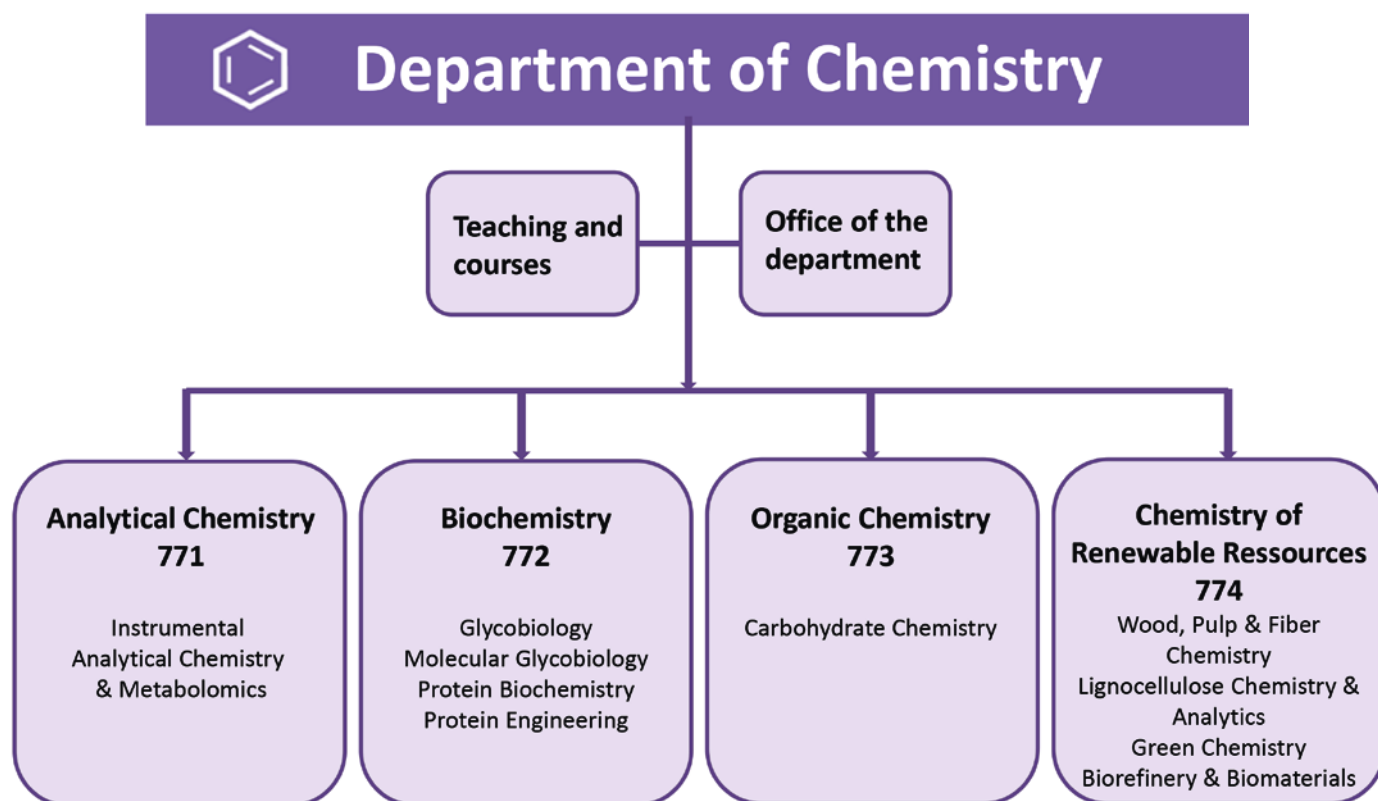 Department of Chemistry
Teaching and
courses
Office of the
department
Analytical Chemistry
771
Instrumental
Analytical Chemistry
& Metabolomics
Biochemistry
772
Glycobiology
Molecular Glycobiology
Protein Biochemistry
Protein Engineering
Organic Chemistry
773
Carbohydrate Chemistry
Chemistry of
Renewable Ressources
774
Wood, Pulp & Fiber
Chemistry
Lignocellulose Chemistry &
Analytics
Green Chemistry
Biorefinery & Biomaterials